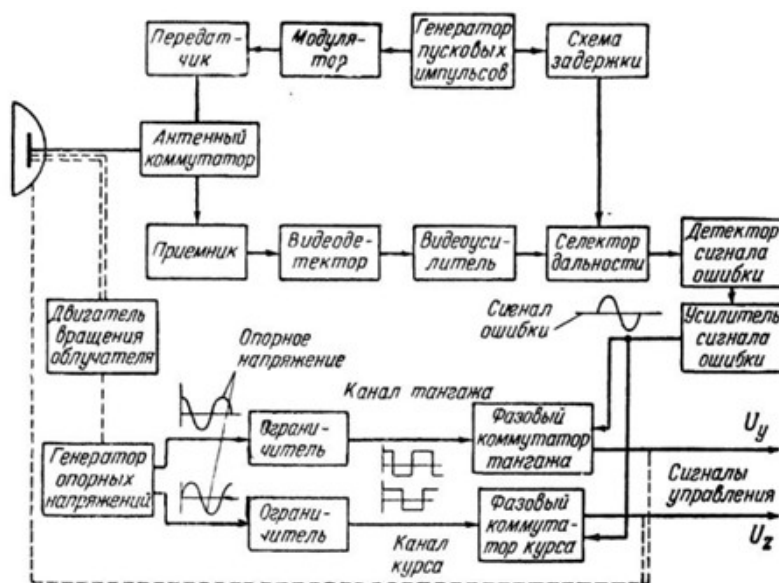 Передат-
чик
Модуля-
тор
Генератор
пусковых
импульсов
Схема
задержки
Антенный
коммутатор
Приемник
Видеоде-
тектор
Видеоуси-
литель
Селектор
дальности
Детектор
сигнала
ошибки
Двигатель
вращения
облучателя
Опорное
напряжение
Сигнал
ошибки
Усилитель
сигнала
ошибки
Канал тангажа
Генератор
опорных
напряжений
Ограни-
читель
Фазовый
коммутатор
тангажа
Uy
Сигналы
управления
Ограни-
читель
Канал
курса
Фазовый
коммута-
тор курса
Uz